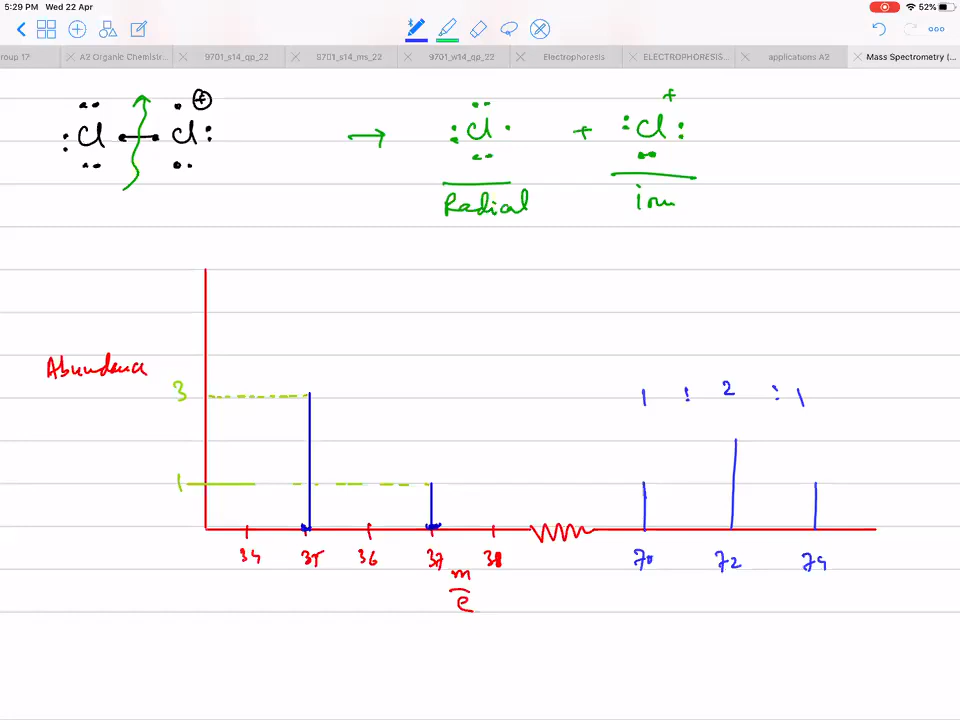 5:29 PM Wed 22 Apr
52%
roup 17
A2 Organic Chemistr...
9701_s14_qp_22
9701_s14_ms_22
9701_w14_qp_22
Electrophoresis
ELECTROPHORESIS...
applications A2
Mass Spectrometry (...
Cl Cl + → Cl + Cl +
Radial ion
Abundance
3
1 : 2 : 1
1
34 35 36 37 38 70 72 74
m
e